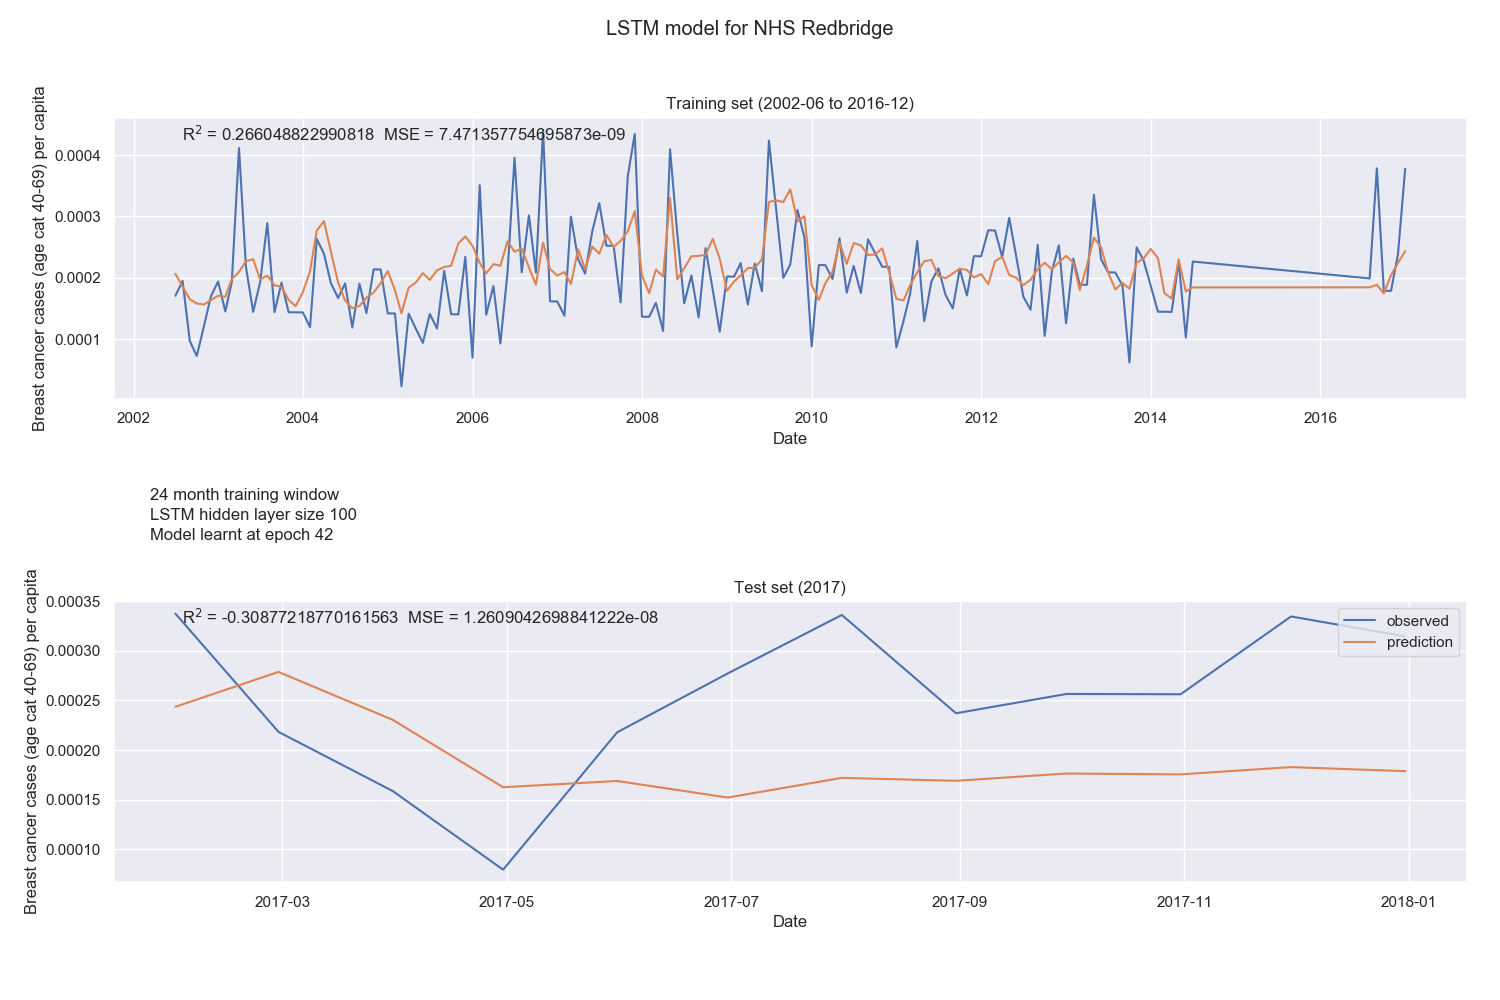 LSTM model for NHS Redbridge
Training set (2002-06 to 2016-12)
R² = 0.266048822990818 MSE = 7.471357754695873e-09
Breast cancer cases (age cat 40-69) per capita
0.0004
0.0003
0.0002
0.0001
2002 2004 2006 2008 2010 2012 2014 2016
Date
24 month training window
LSTM hidden layer size 100
Model learnt at epoch 42
Test set (2017)
R² = -0.30877218770161563 MSE = 1.2609042698841222e-08
observed
prediction
Breast cancer cases (age cat 40-69) per capita
0.00035
0.00030
0.00025
0.00020
0.00015
0.00010
2017-03 2017-05 2017-07 2017-09 2017-11 2018-01
Date